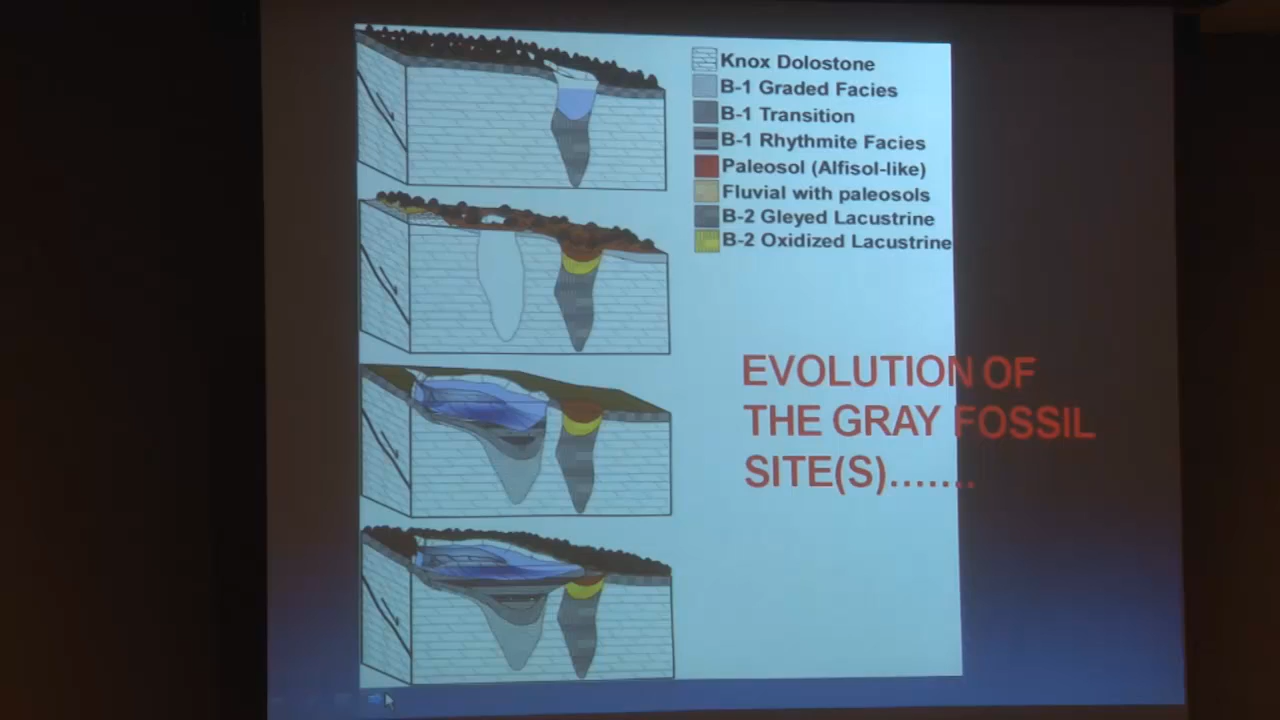 Knox Dolostone
B-1 Graded Facies
B-1 Transition
B-1 Rhythmite Facies
Paleosol (Alfisol-like)
Fluvial with paleosols
B-2 Gleyed Lacustrine
B-2 Oxidized Lacustrine
EVOLUTION OF
THE GRAY FOSSIL
SITE(S).......